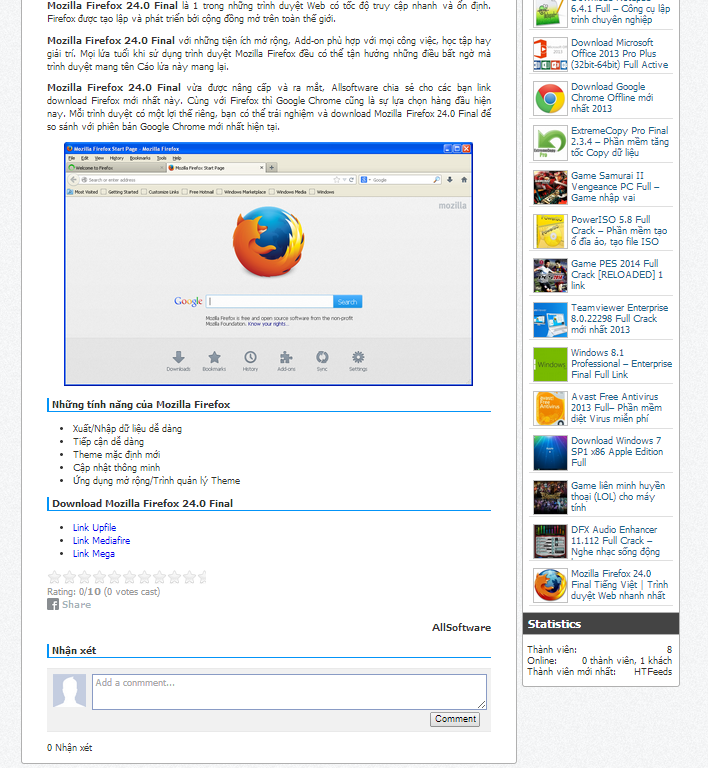 Mozilla Firefox 24.0 Final là 1 trong những trình duyệt Web có tốc độ truy cập nhanh và ổn định.
Firefox được tạo lập và phát triển bởi cộng đồng mở trên toàn thế giới.
Mozilla Firefox 24.0 Final với những tiện ích mở rộng, Add-on phù hợp với mọi công việc, học tập hay
giải trí. Mọi lứa tuổi khi sử dụng trình duyệt Mozilla Firefox đều có thể tận hưởng những điều bất ngờ mà
trình duyệt mang tên Cáo lửa này mang lại.
Mozilla Firefox 24.0 Final vừa được nâng cấp và ra mắt, Allsoftware chia sẻ cho các bạn link
download Firefox mới nhất này. Cùng với Firefox thì Google Chrome cũng là sự lựa chọn hàng đầu hiện
nay. Mỗi trình duyệt có một lợi thế riêng, bạn có thể trải nghiệm và download Mozilla Firefox 24.0 Final để
so sánh với phiên bản Google Chrome mới nhất hiện tại.
Mozilla Firefox Start Page - Mozilla Firefox
File Edit View History Bookmarks Tools Help
Welcome to Firefox
Mozilla Firefox Start Page
Search or enter address
Google
Most Visited Getting Started Customize Links Free Hotmail Windows Marketplace Windows Media Windows
mozilla
Google
Search
Mozilla Firefox is free and open source software from the non-profit
Mozilla Foundation. Know your rights...
Downloads Bookmarks History Add-ons Sync Settings
Những tính năng của Mozilla Firefox
Xuất/Nhập dữ liệu dễ dàng
Tiếp cận dễ dàng
Theme mặc định mới
Cập nhật thông minh
Ứng dụng mở rộng/Trình quản lý Theme
Download Mozilla Firefox 24.0 Final
Link Upfile
Link Mediafire
Link Mega
Rating: 0/10 (0 votes cast)
Share
AllSoftware
Nhận xét
Add a commment...
Comment
0 Nhận xét
6.4.1 Full – Công cụ lập
trình chuyên nghiệp
Download Microsoft
Office 2013 Pro Plus
(32bit-64bit) Full Active
Download Google
Chrome Offline mới
nhất 2013
ExtremeCopy Pro Final
2.3.4 – Phần mềm tăng
tốc Copy dữ liệu
Game Samurai II
Vengeance PC Full –
Game nhập vai
PowerISO 5.8 Full
Crack – Phần mềm tạo
ổ đĩa ảo, tạo file ISO
Game PES 2014 Full
Crack [RELOADED] 1
link
Teamviewer Enterprise
8.0.22298 Full Crack
mới nhất 2013
Windows 8.1
Professional – Enterprise
Final Full Link
Avast Free Antivirus
2013 Full– Phần mềm
diệt Virus miễn phí
Download Windows 7
SP1 x86 Apple Edition
Full
Game liên minh huyền
thoại (LOL) cho máy
tính
DFX Audio Enhancer
11.112 Full Crack –
Nghe nhạc sống động
Mozilla Firefox 24.0
Final Tiếng Việt | Trình
duyệt Web nhanh nhất
Statistics
Thành viên: 8
Online: 0 thành viên, 1 khách
Thành viên mới nhất: HTFeeds